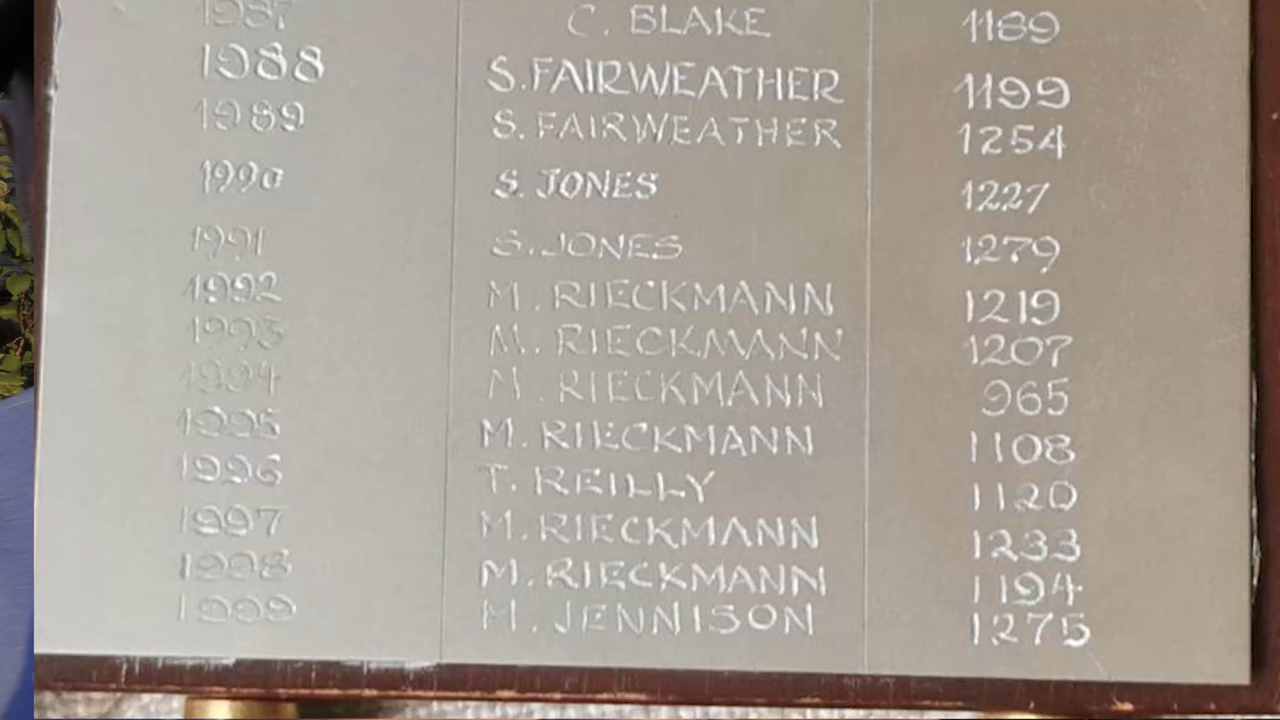 1987 C. BLAKE 1189
1988 S. FAIRWEATHER 1199
1989 S. FAIRWEATHER 1254
1990 S. JONES 1227
1991 S. JONES 1279
1992 M. RIECKMANN 1219
1993 M. RIECKMANN 1207
1994 M. RIECKMANN 965
1995 M. RIECKMANN 1108
1996 T. REILLY 1120
1997 M. RIECKMANN 1233
1998 M. RIECKMANN 1194
1999 M. JENNISON 1275